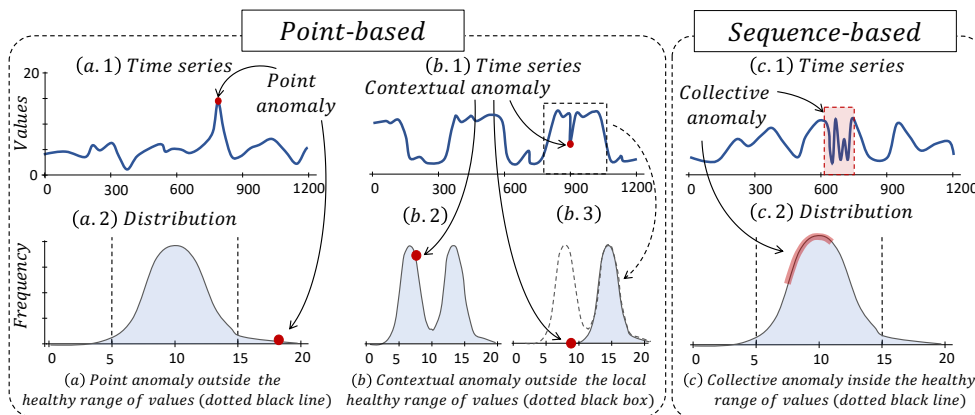 Point-based
Sequence-based
(a.1) Time series
Point
anomaly
Values
20
10
0
0 300 600 900 1200
(a.2) Distribution
Frequency
0 5 10 15 20
(a) Point anomaly outside the
healthy range of values (dotted black line)
(b.1) Time series
Contextual anomaly
0 300 600 900 1200
(b.2)
(b.3)
0 5 10 15 20
0 5 10 15 20
(b) Contextual anomaly outside the local
healthy range of values (dotted black box)
(c.1) Time series
Collective
anomaly
0 300 600 900 1200
(c.2) Distribution
0 5 10 15 20
(c) Collective anomaly inside the healthy
range of values (dotted black line)